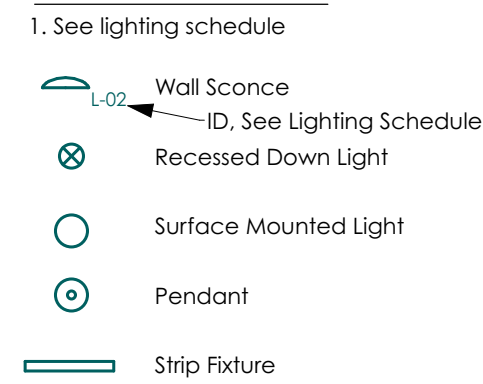 1. See lighting schedule
Wall Sconce
L-02
ID, See Lighting Schedule
Recessed Down Light
Surface Mounted Light
Pendant
Strip Fixture